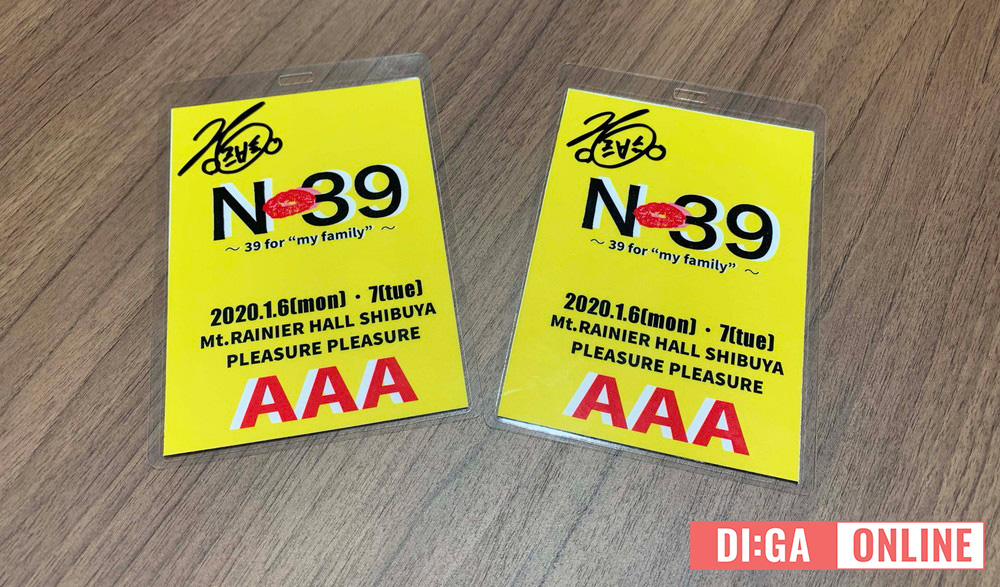 N 39
～ 39 for “my family” ～
2020.1.6(mon)・7(tue)
Mt.RAINIER HALL SHIBUYA
PLEASURE PLEASURE
AAA
N 39
～ 39 for “my family” ～
2020.1.6(mon)・7(tue)
Mt.RAINIER HALL SHIBUYA
PLEASURE PLEASURE
AAA
DI:GA ONLINE